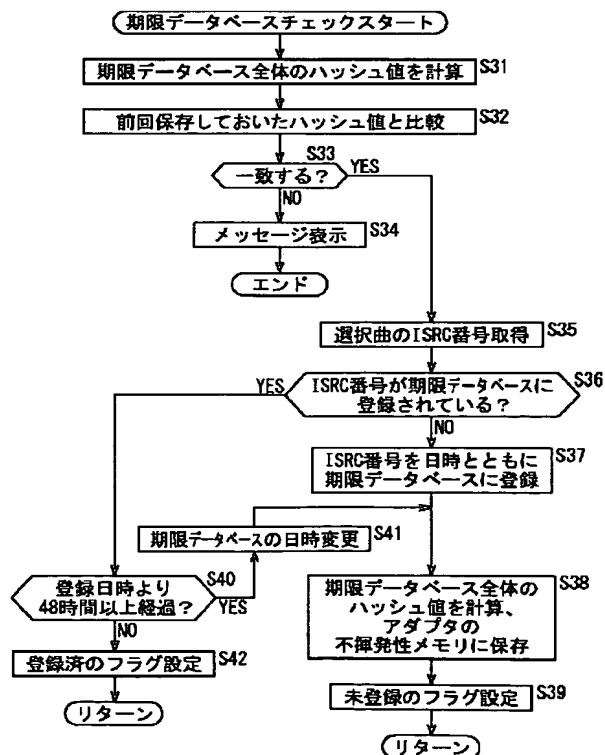 期限データベースチェックスタート
期限データベース全体のハッシュ値を計算
S31
前回保存しておいたハッシュ値と比較
S32
S33
一致する？
YES
NO
メッセージ表示
S34
エンド
選択曲のISRC番号取得
S35
YES
ISRC番号が期限データベースに
登録されている？
S36
NO
ISRC番号を日時とともに
期限データベースに登録
S37
期限データベースの日時変更
S41
登録日時より
48時間以上経過？
S40
YES
NO
期限データベース全体の
ハッシュ値を計算、
アダプタの
不揮発性メモリに保存
S38
登録済のフラグ設定
S42
未登録のフラグ設定
S39
リターン
リターン